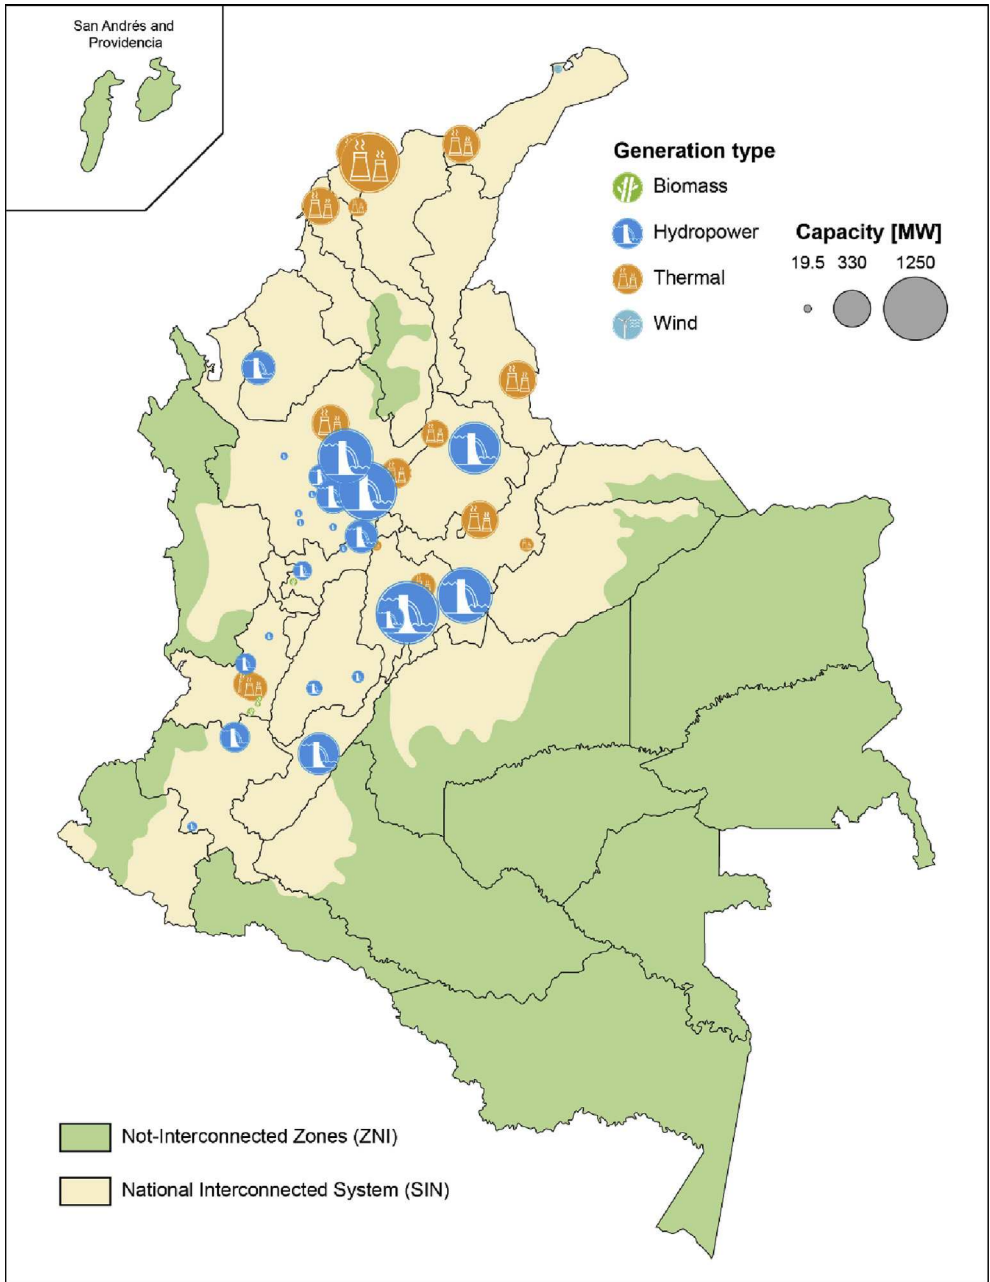 San Andrés and
Providencia
Generation type
Biomass
Hydropower
Thermal
Wind
Capacity [MW]
19.5 330 1250
Not-Interconnected Zones (ZNI)
National Interconnected System (SIN)